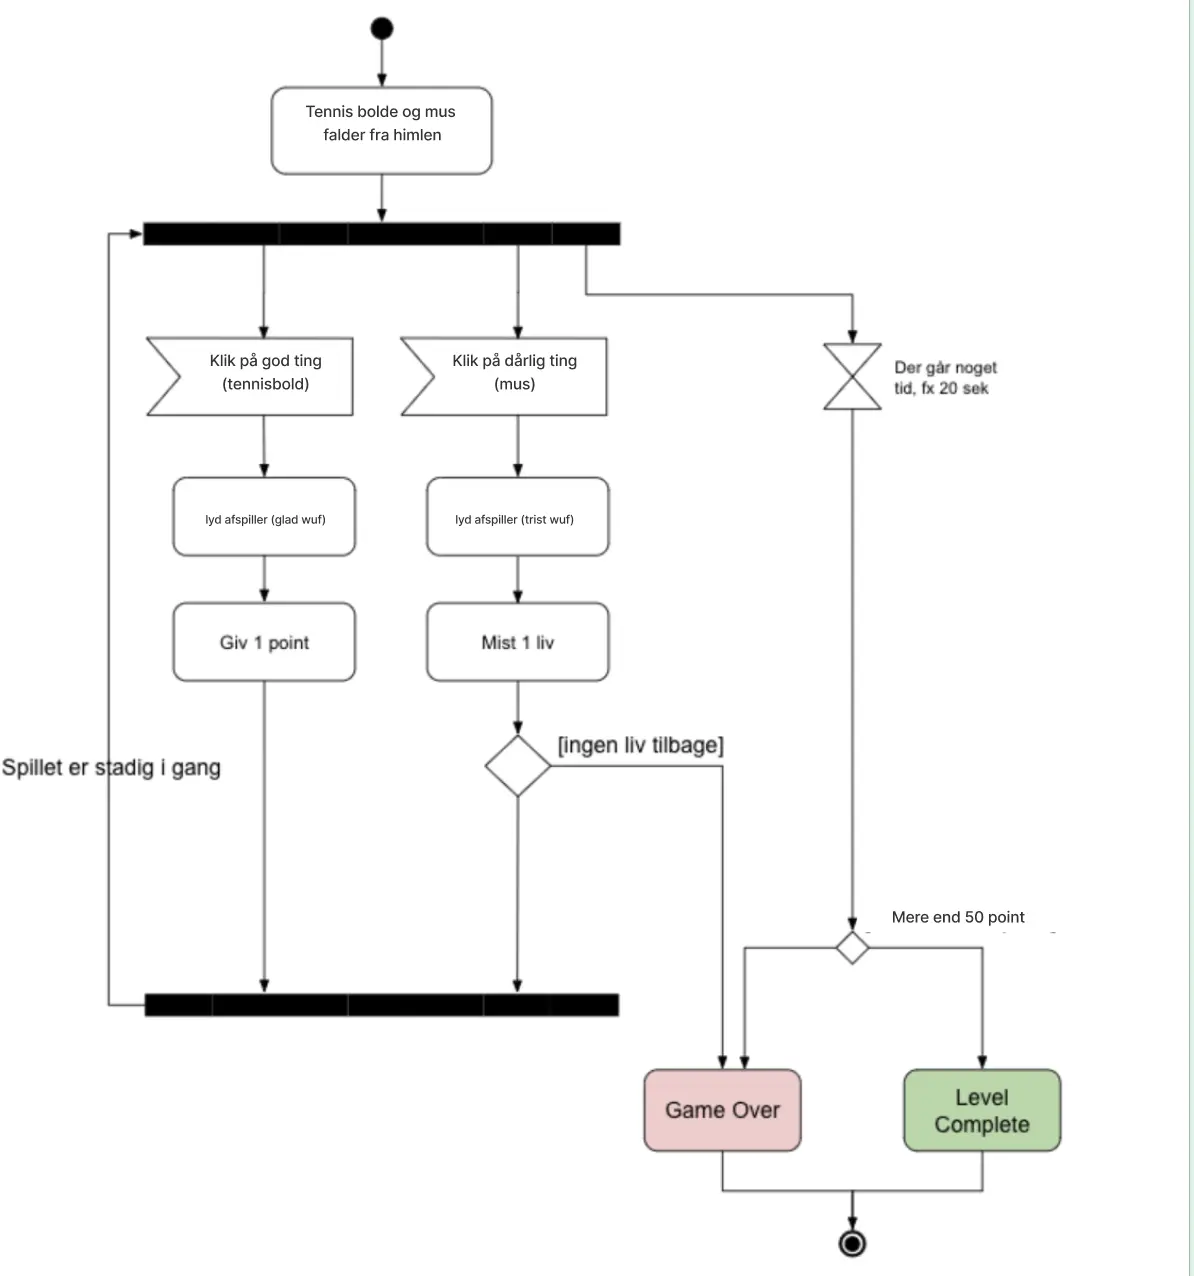 Tennis bolde og mus
falder fra himlen
Klik på god ting
(tennisbold)
Klik på dårlig ting
(mus)
Der går noget
tid, fx 20 sek
lyd afspiller (glad wuf)
lyd afspiller (trist wuf)
Giv 1 point
Mist 1 liv
[ingen liv tilbage]
Spillet er stadig i gang
Mere end 50 point
Game Over
Level
Complete